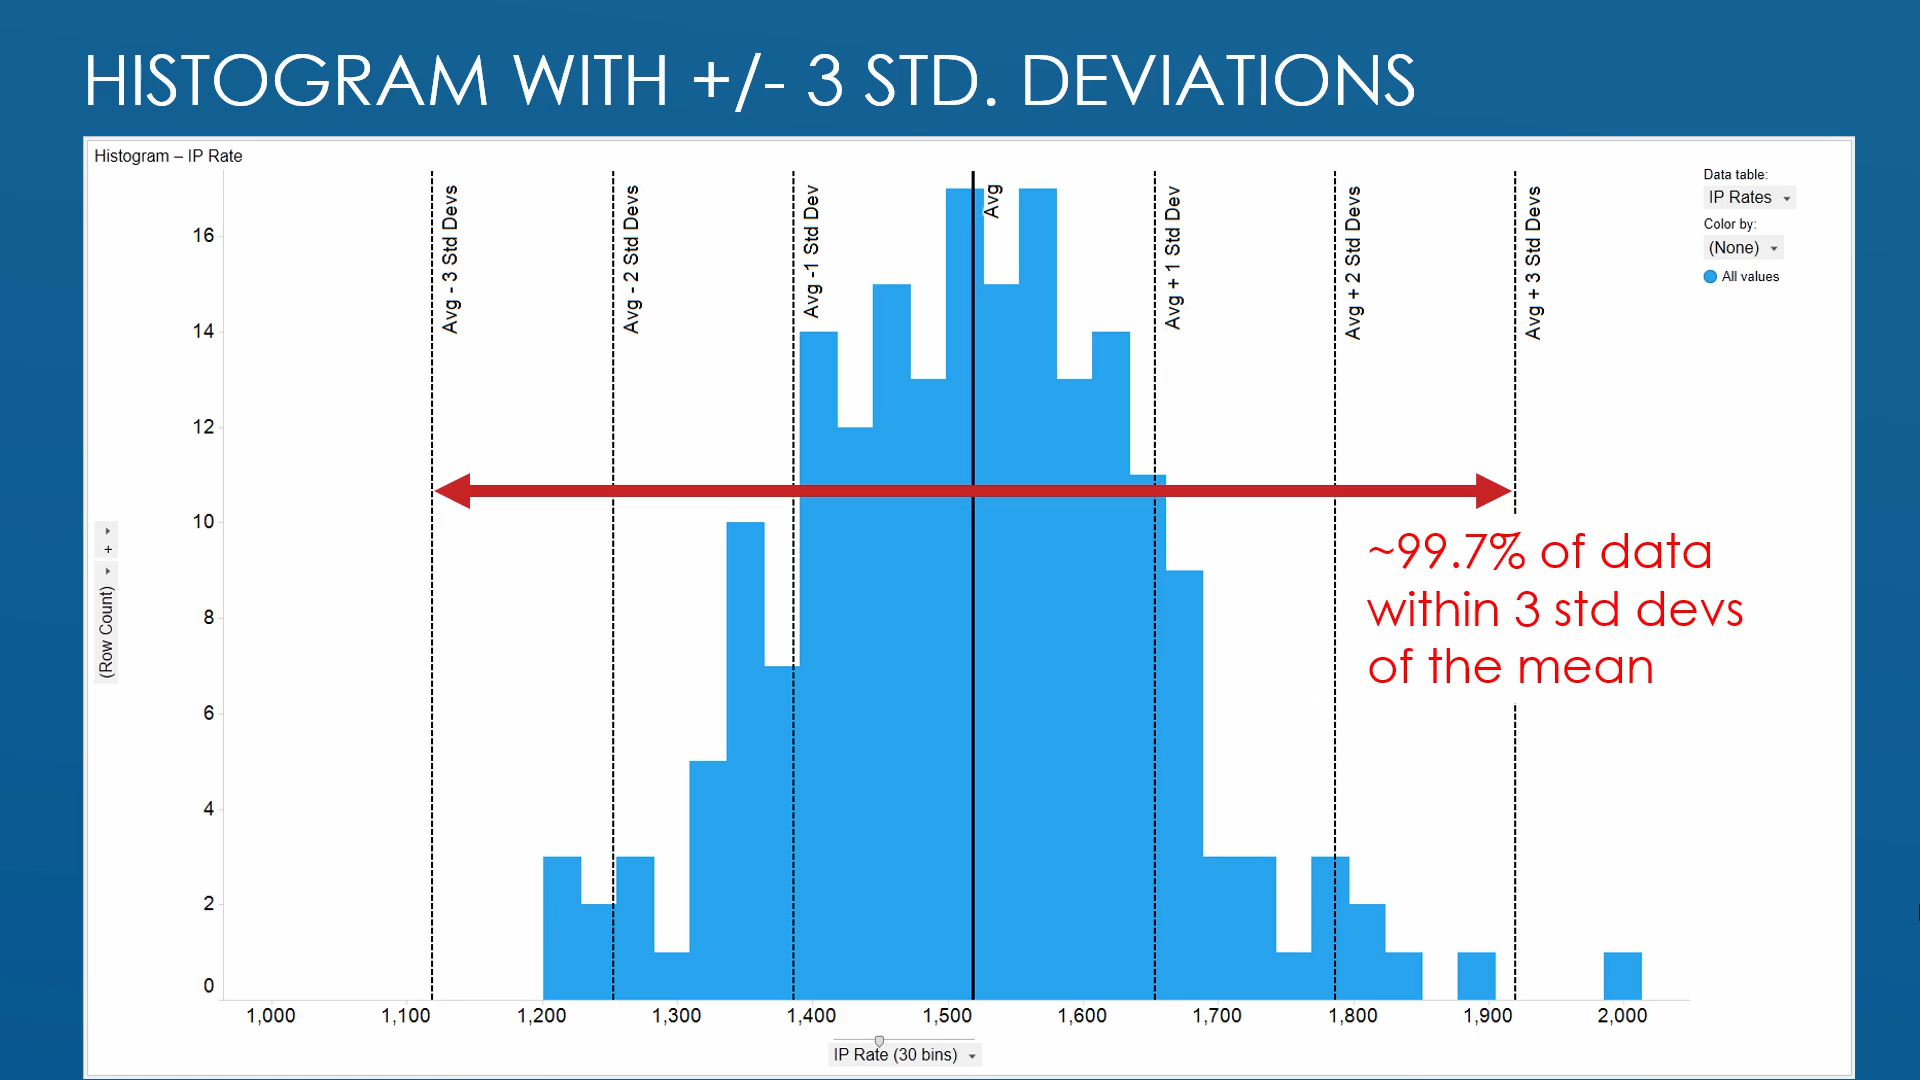 HISTOGRAM WITH +/- 3 STD. DEVIATIONS
Histogram – IP Rate
Data table:
IP Rates
Color by:
(None)
All values
Avg - 3 Std Devs
Avg - 2 Std Devs
Avg -1 Std Dev
Avg
Avg + 1 Std Dev
Avg + 2 Std Devs
Avg + 3 Std Devs
16
14
12
10
8
6
4
2
0
+
(Row Count)
~99.7% of data
within 3 std devs
of the mean
1,000 1,100 1,200 1,300 1,400 1,500 1,600 1,700 1,800 1,900 2,000
IP Rate (30 bins)